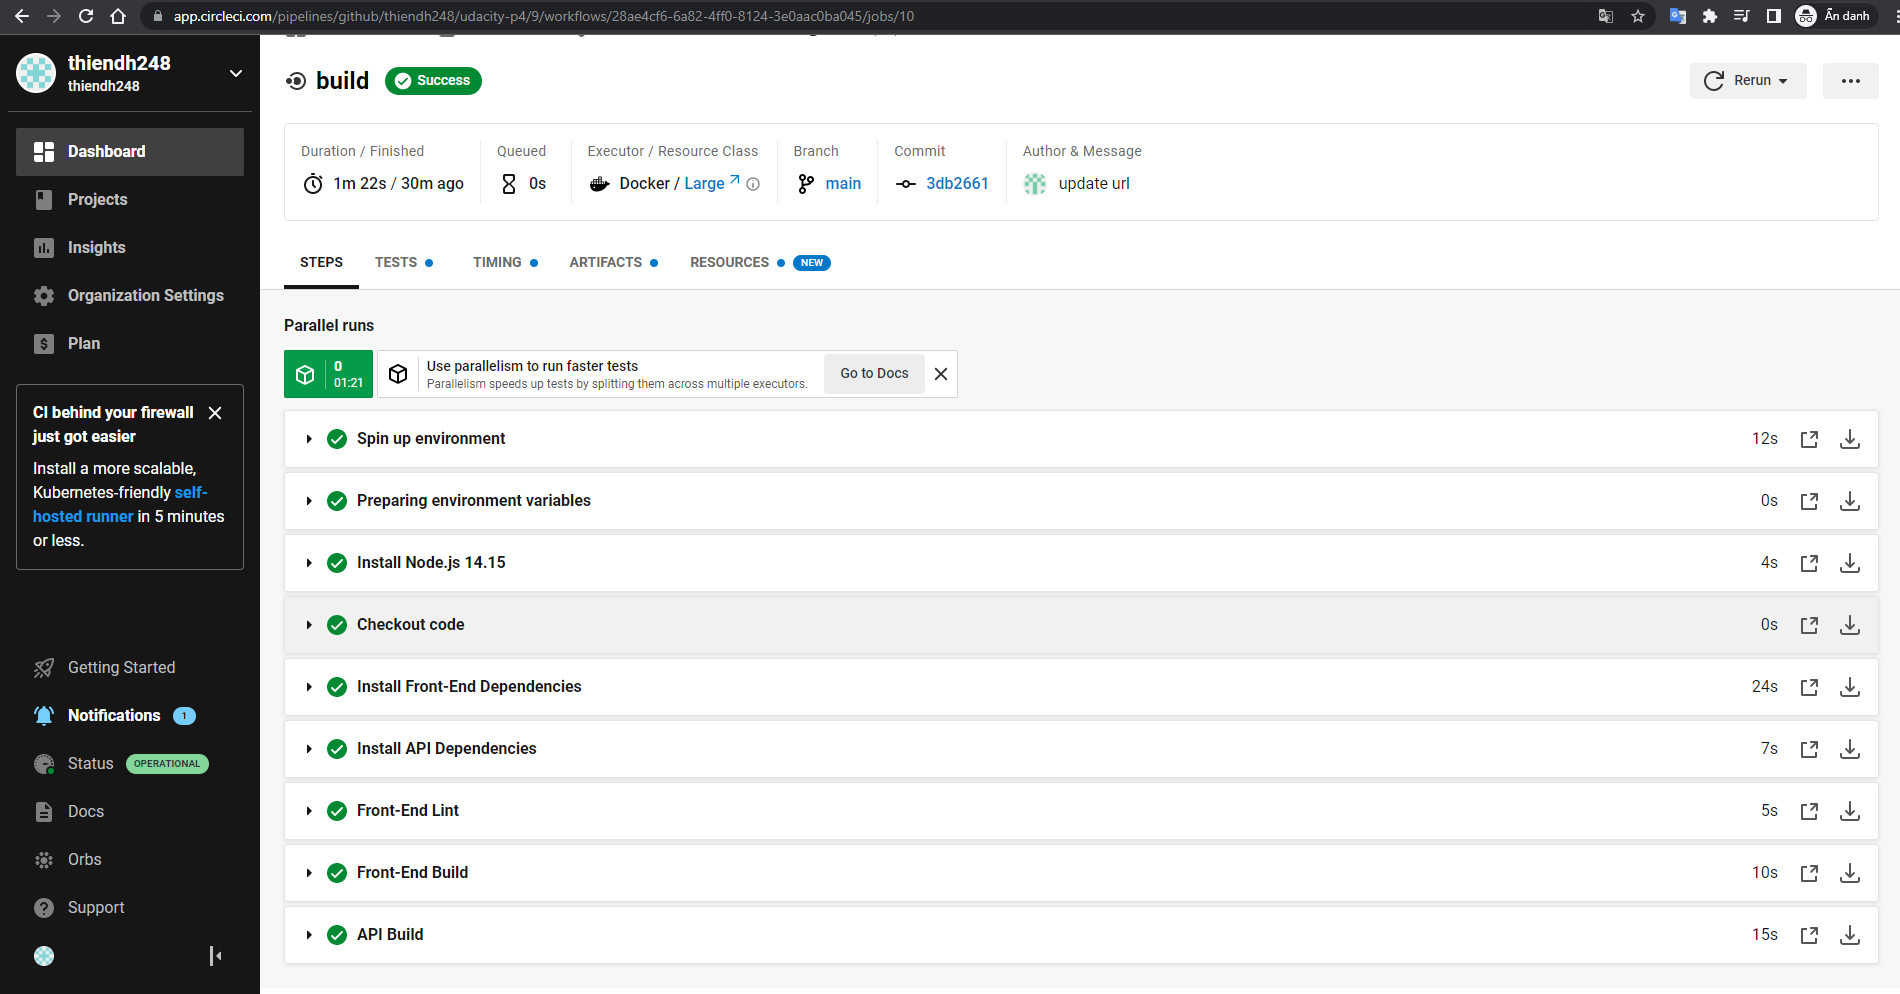 app.circleci.com/pipelines/github/thiendh248/udacity-p4/9/workflows/28ae4cf6-6a82-4ff0-8124-3e0aac0ba045/jobs/10
Ẩn danh
thiendh248
thiendh248
Dashboard
Projects
Insights
Organization Settings
$ Plan
CI behind your firewall
just got easier
Install a more scalable,
Kubernetes-friendly self-
hosted runner in 5 minutes
or less.
Getting Started
Notifications 1
Status OPERATIONAL
Docs
Orbs
? Support
build Success
Rerun
Duration / Finished
1m 22s / 30m ago
Queued
0s
Executor / Resource Class
Docker / Large
Branch
main
Commit
3db2661
Author & Message
update url
STEPS TESTS TIMING ARTIFACTS RESOURCES NEW
Parallel runs
0
01:21
Use parallelism to run faster tests
Parallelism speeds up tests by splitting them across multiple executors.
Go to Docs
Spin up environment 12s
Preparing environment variables 0s
Install Node.js 14.15 4s
Checkout code 0s
Install Front-End Dependencies 24s
Install API Dependencies 7s
Front-End Lint 5s
Front-End Build 10s
API Build 15s